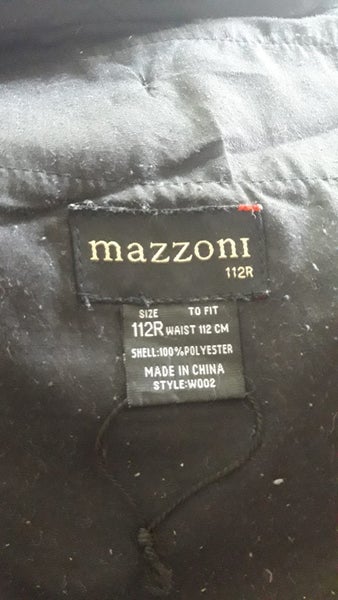 mazzoni
112R
SIZE TO FIT
112R WAIST 112 CM
SHELL:100%POLYESTER
MADE IN CHINA
STYLE:W002